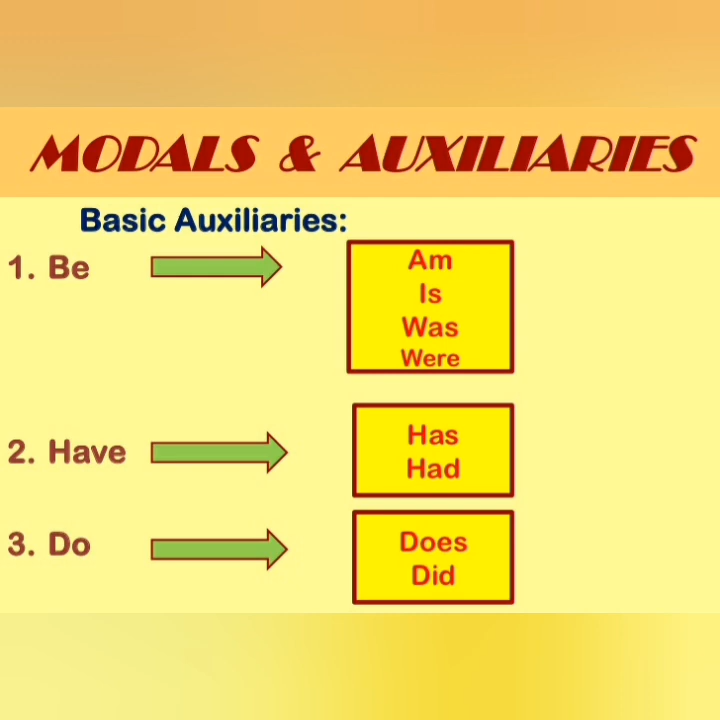 MODALS & AUXILIARIES
Basic Auxiliaries:
1. Be
Am
Is
Was
Were
2. Have
Has
Had
3. Do
Does
Did